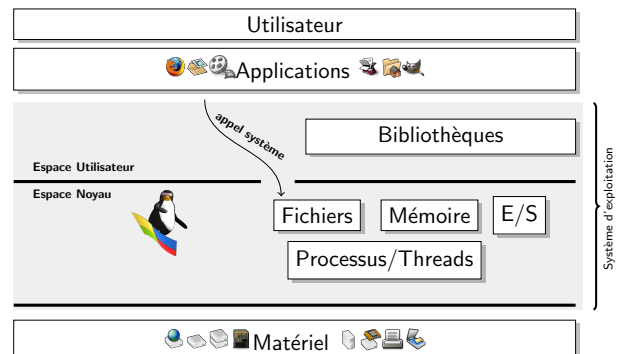 Utilisateur
Applications
appel système
Bibliothèques
Espace Utilisateur
Espace Noyau
Fichiers
Mémoire
E/S
Processus/Threads
Système d'exploitation
Matériel